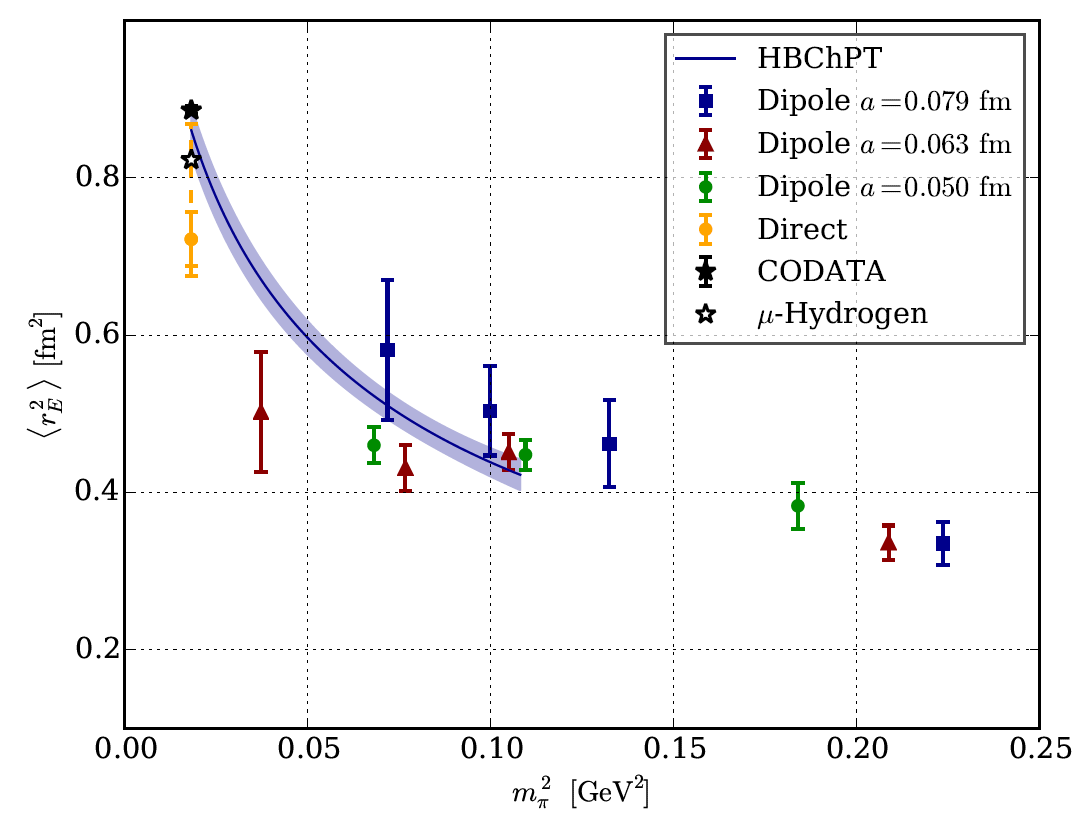 HBChPT
Dipole a=0.079 fm
Dipole a=0.063 fm
Dipole a=0.050 fm
Direct
CODATA
μ-Hydrogen
0.8
0.6
0.4
0.2
⟨r_E^2⟩ [fm^2]
0.00 0.05 0.10 0.15 0.20 0.25
m_π^2 [GeV^2]